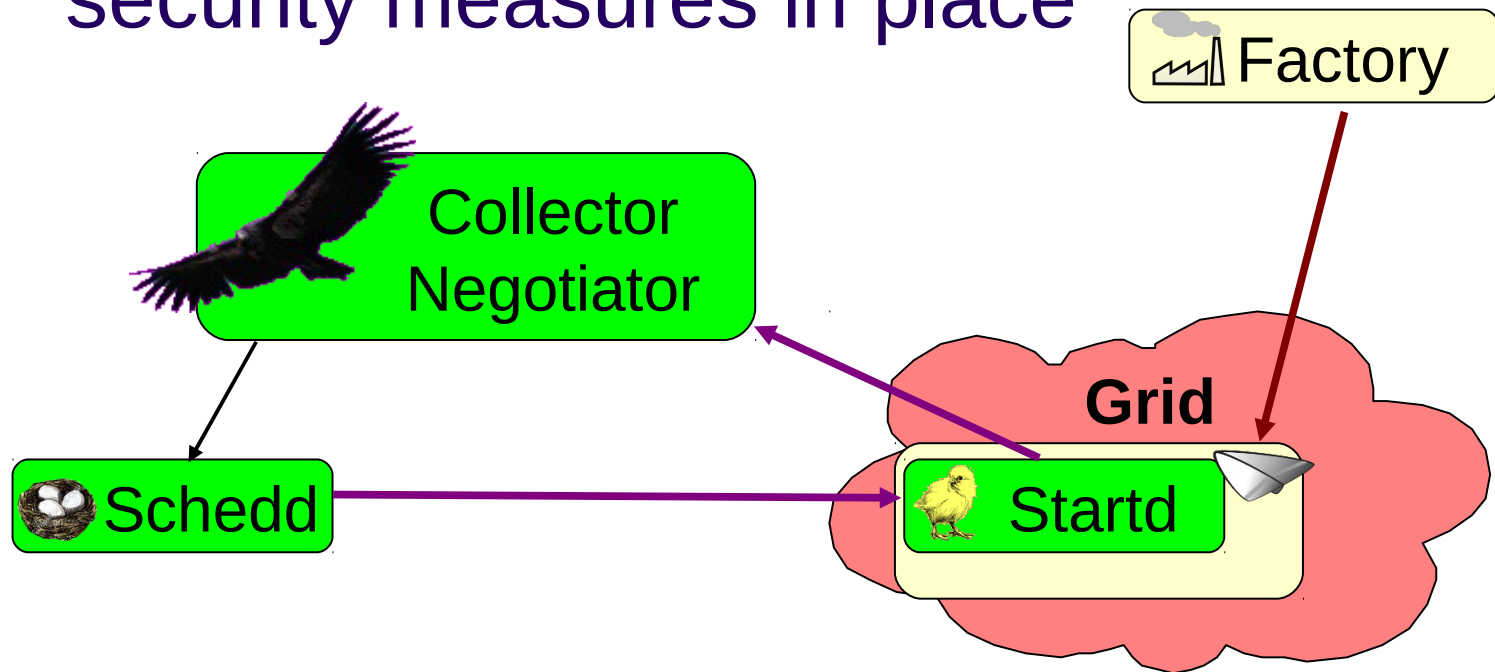 security measures in place
Factory
Collector
Negotiator
Grid
Schedd
Startd